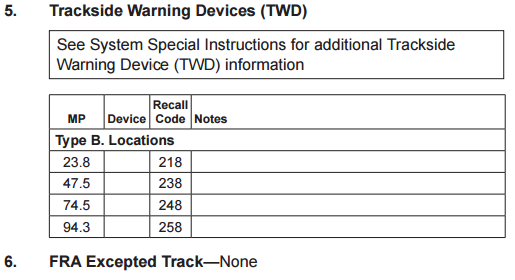 5. Trackside Warning Devices (TWD)
See System Special Instructions for additional Trackside
Warning Device (TWD) information
MP Device Recall Code Notes
Type B. Locations
23.8 218
47.5 238
74.5 248
94.3 258
6. FRA Excepted Track—None